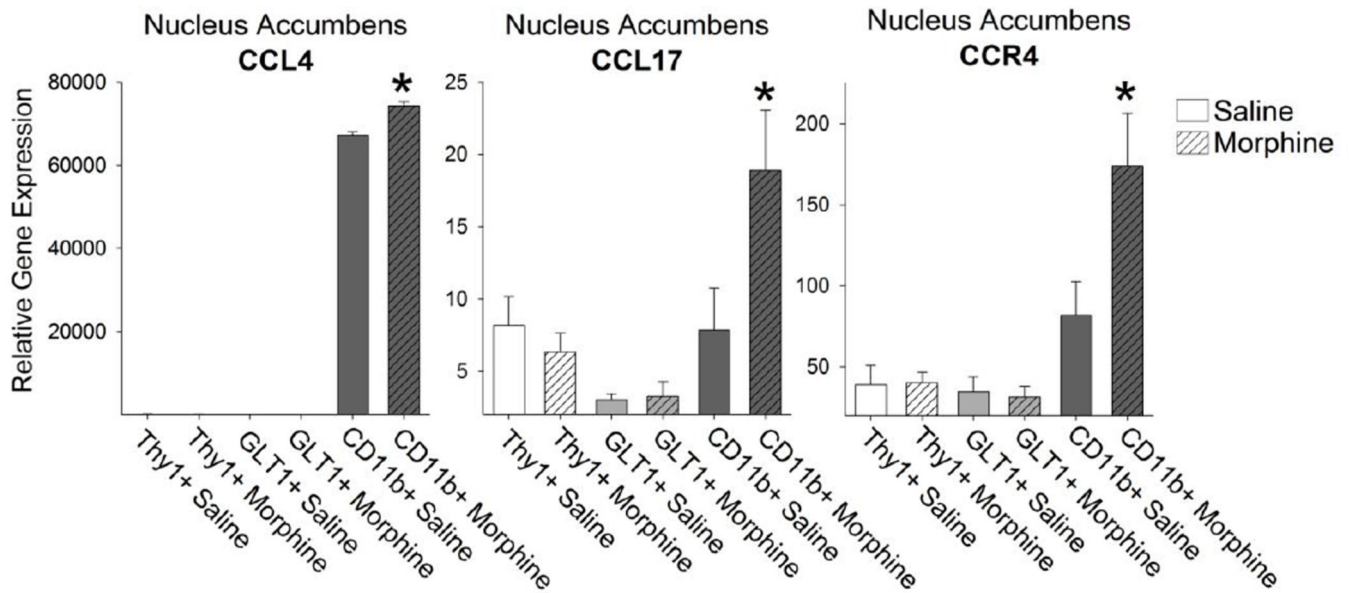 Nucleus Accumbens
CCL4
Relative Gene Expression
80000
60000
40000
20000
*
Thy1+ Saline
Thy1+ Morphine
GLT1+ Saline
GLT1+ Morphine
CD11b+ Saline
CD11b+ Morphine
Nucleus Accumbens
CCL17
25
20
15
10
5
*
Thy1+ Saline
Thy1+ Morphine
GLT1+ Saline
GLT1+ Morphine
CD11b+ Saline
CD11b+ Morphine
Nucleus Accumbens
CCR4
200
150
100
50
*
Thy1+ Saline
Thy1+ Morphine
GLT1+ Saline
GLT1+ Morphine
CD11b+ Saline
CD11b+ Morphine
Saline
Morphine